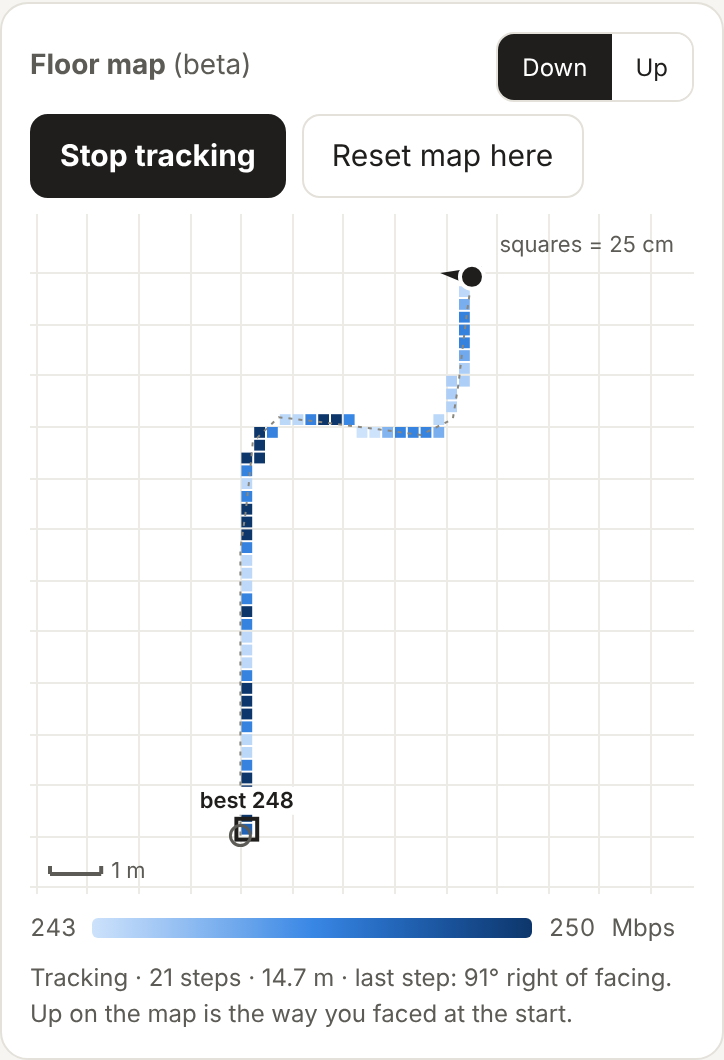 Floor map (beta)
Down
Up
Stop tracking
Reset map here
squares = 25 cm
best 248
1 m
243
250 Mbps
Tracking · 21 steps · 14.7 m · last step: 91° right of facing.
Up on the map is the way you faced at the start.